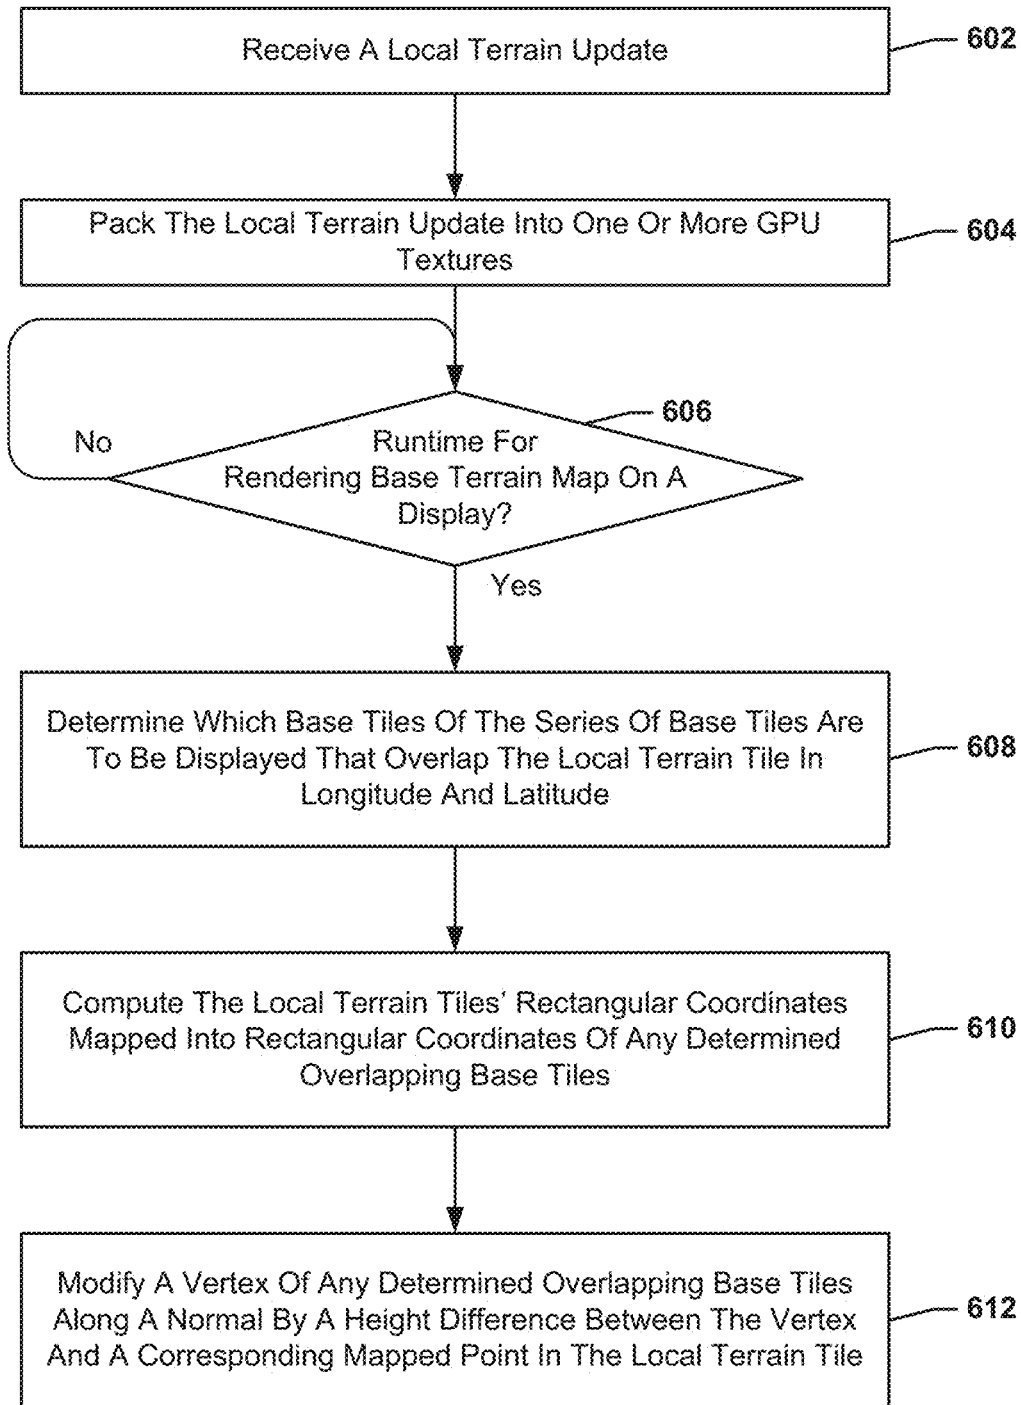 Receive A Local Terrain Update
602
Pack The Local Terrain Update Into One Or More GPU
Textures
604
606
No
Runtime For
Rendering Base Terrain Map On A
Display?
Yes
Determine Which Base Tiles Of The Series Of Base Tiles Are
To Be Displayed That Overlap The Local Terrain Tile In
Longitude And Latitude
608
Compute The Local Terrain Tiles' Rectangular Coordinates
Mapped Into Rectangular Coordinates Of Any Determined
Overlapping Base Tiles
610
Modify A Vertex Of Any Determined Overlapping Base Tiles
Along A Normal By A Height Difference Between The Vertex
And A Corresponding Mapped Point In The Local Terrain Tile
612